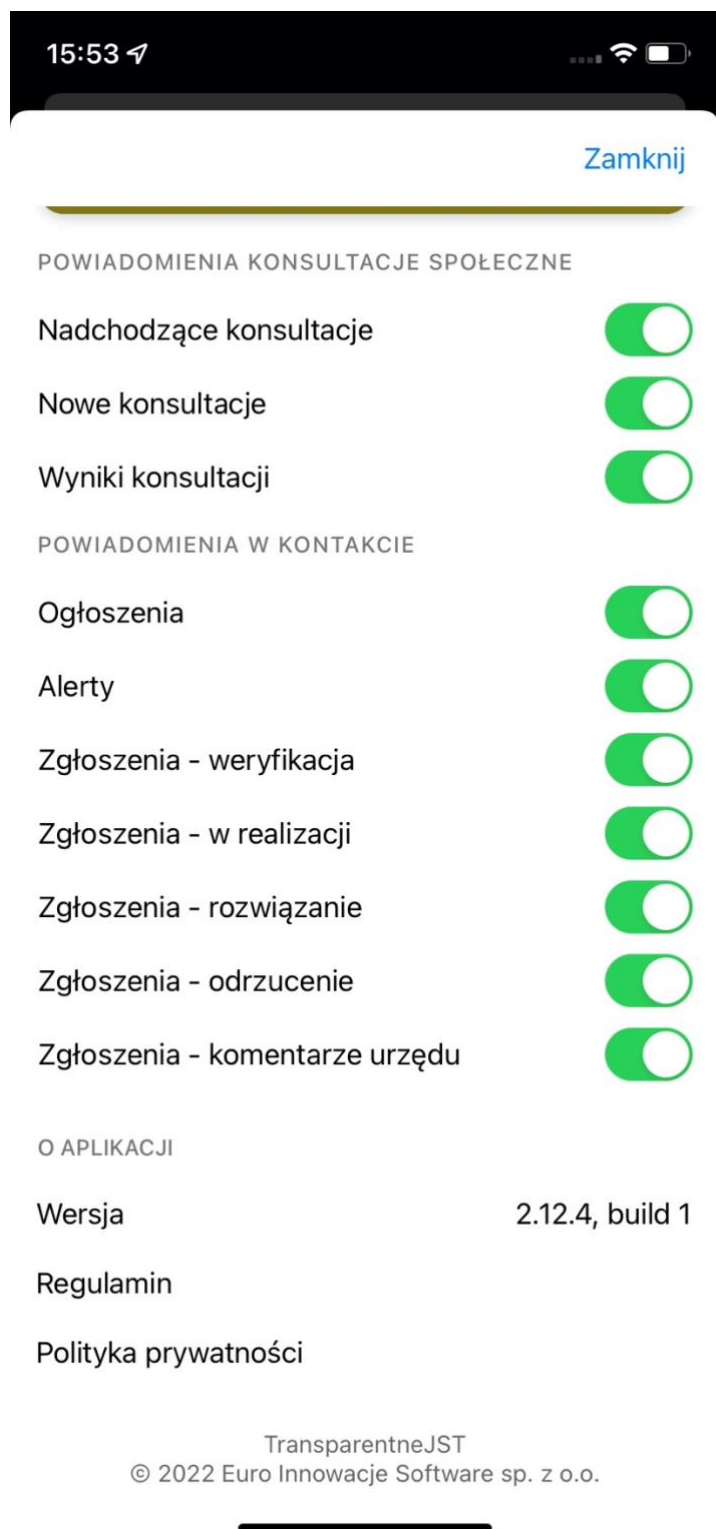 15:53
Zamknij
POWIADOMIENIA KONSULTACJE SPOŁECZNE
Nadchodzące konsultacje
Nowe konsultacje
Wyniki konsultacji
POWIADOMIENIA W KONTAKCIE
Ogłoszenia
Alerty
Zgłoszenia - weryfikacja
Zgłoszenia - w realizacji
Zgłoszenia - rozwiązanie
Zgłoszenia - odrzucenie
Zgłoszenia - komentarze urzędu
O APLIKACJI
Wersja 2.12.4, build 1
Regulamin
Polityka prywatności
TransparentneJST
© 2022 Euro Innowacje Software sp. z o.o.